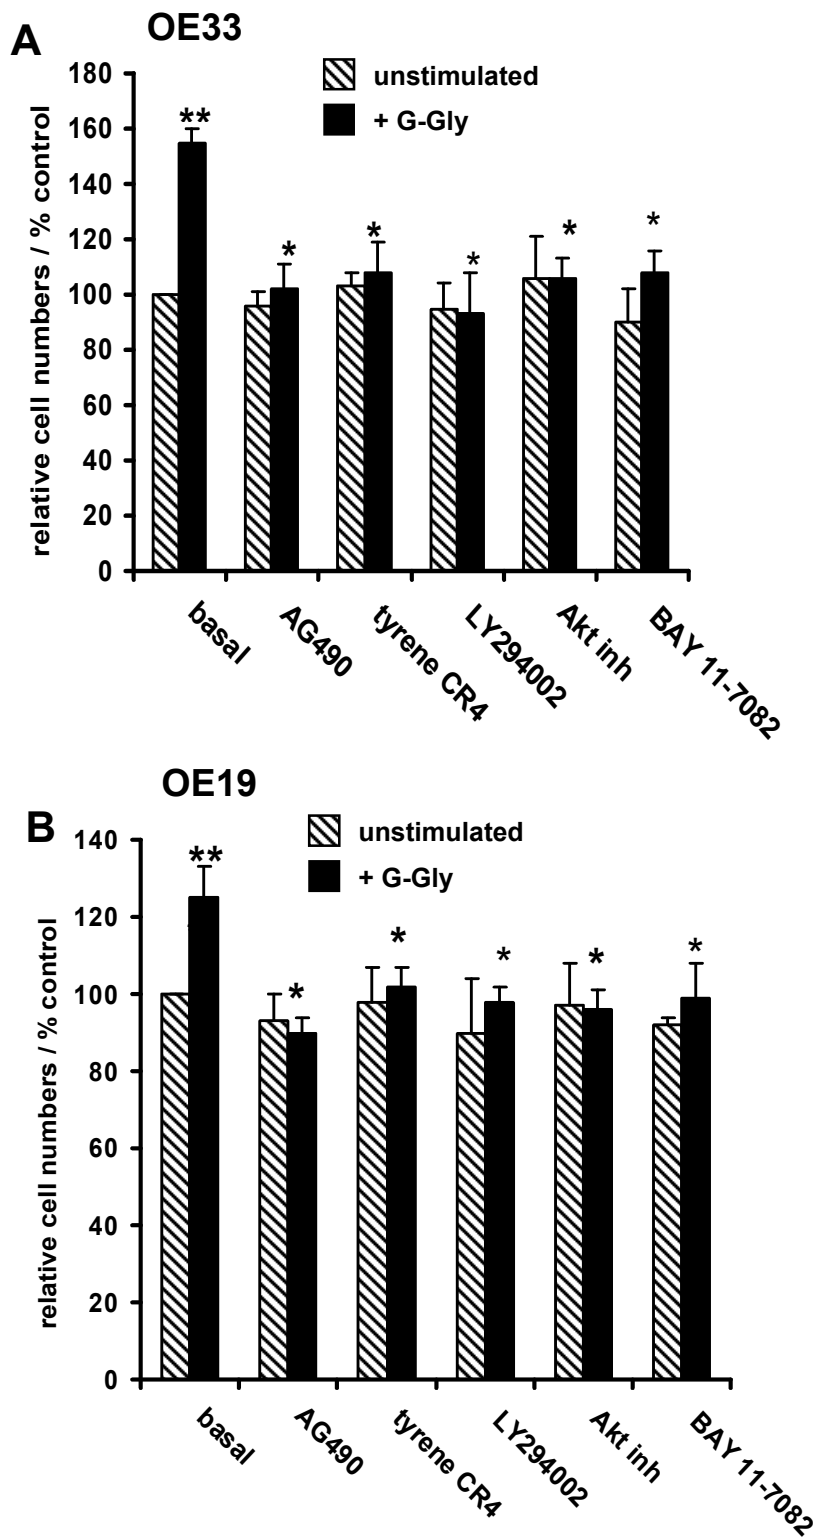 A
OE33
unstimulated
+ G-Gly
relative cell numbers / % control
180
160
140
120
100
80
60
40
20
0
**
*
*
*
*
*
basal
AG490
tyrene CR4
LY294002
Akt inh
BAY 11-7082
B
OE19
unstimulated
+ G-Gly
relative cell numbers / % control
140
120
100
80
60
40
20
0
**
*
*
*
*
*
basal
AG490
tyrene CR4
LY294002
Akt inh
BAY 11-7082